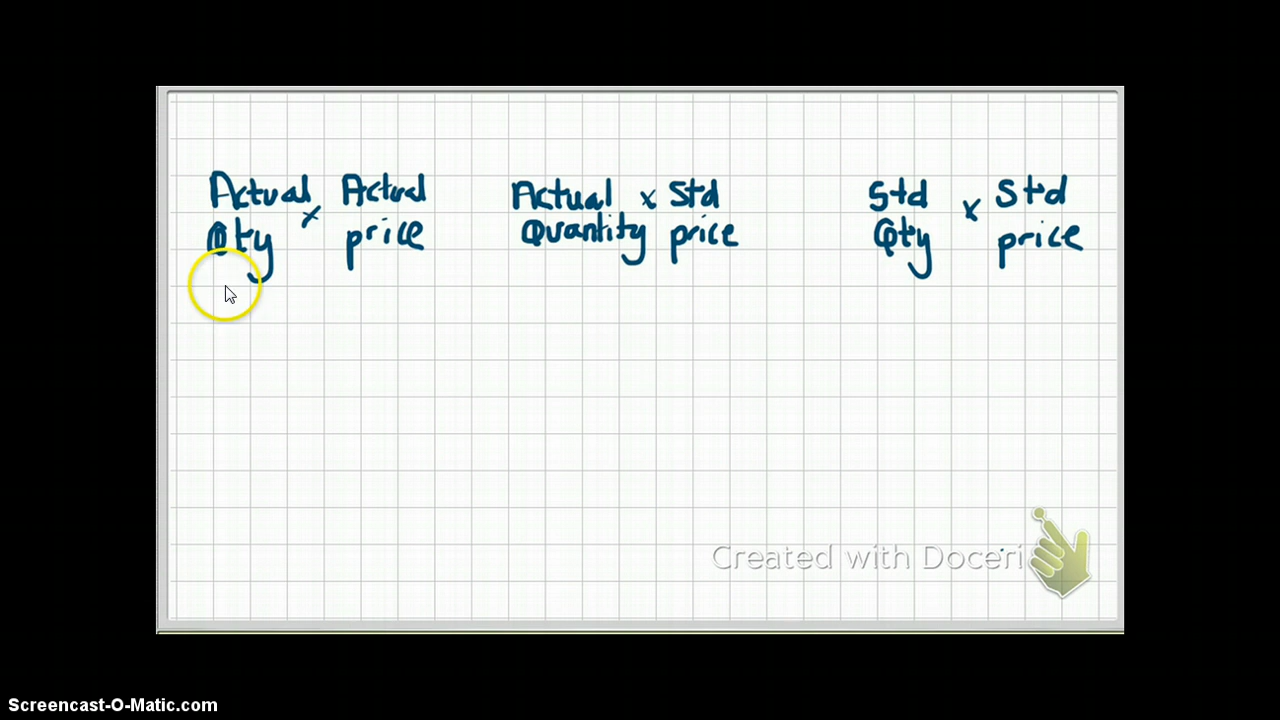 Actual x Actual Actual x Std Std x Std
Qty price Quantity price Qty price
Created with Doceri
Screencast-O-Matic.com